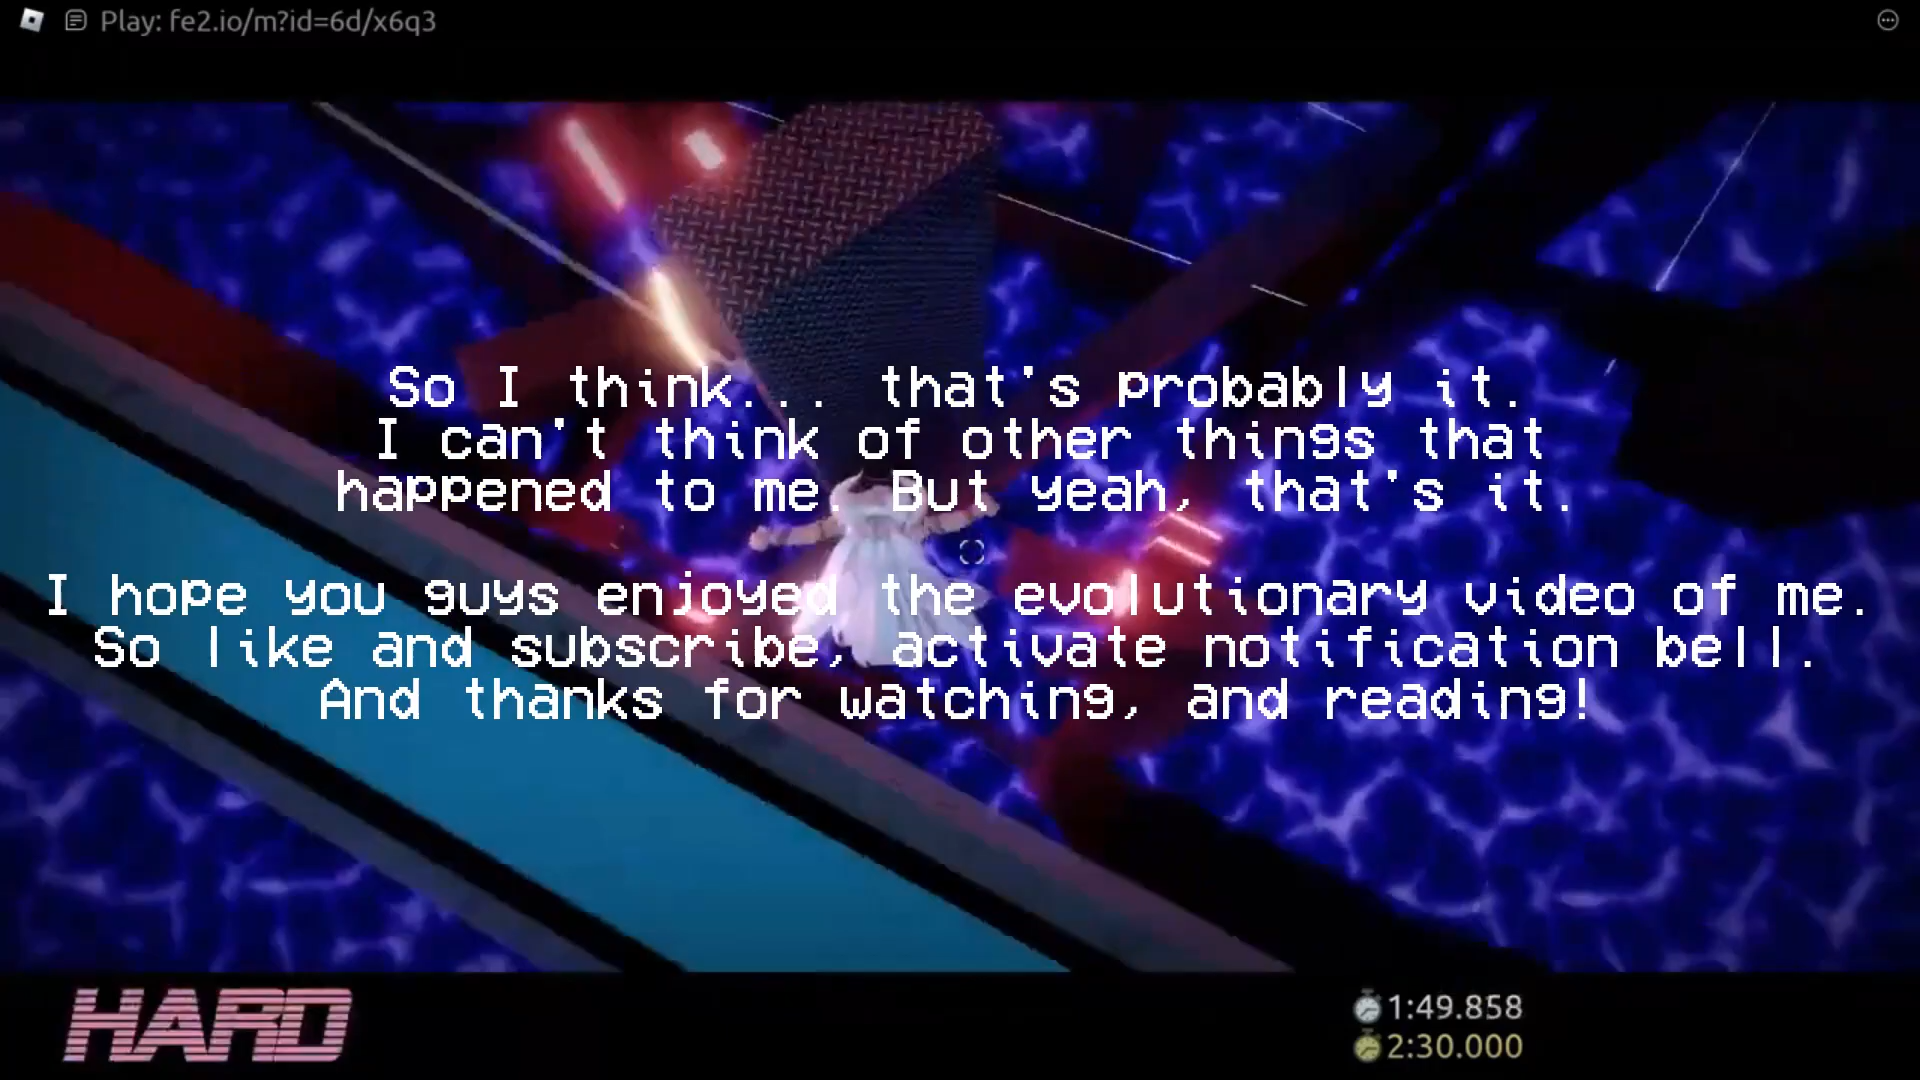 Play: fe2.io/m?id=6d/x6q3
So I think... that's probably it.
I can't think of other things that
happened to me. But yeah, that's it.
I hope you guys enjoyed the evolutionary video of me.
So like and subscribe, activate notification bell.
And thanks for watching, and reading!
HARD
1:49.858
2:30.000